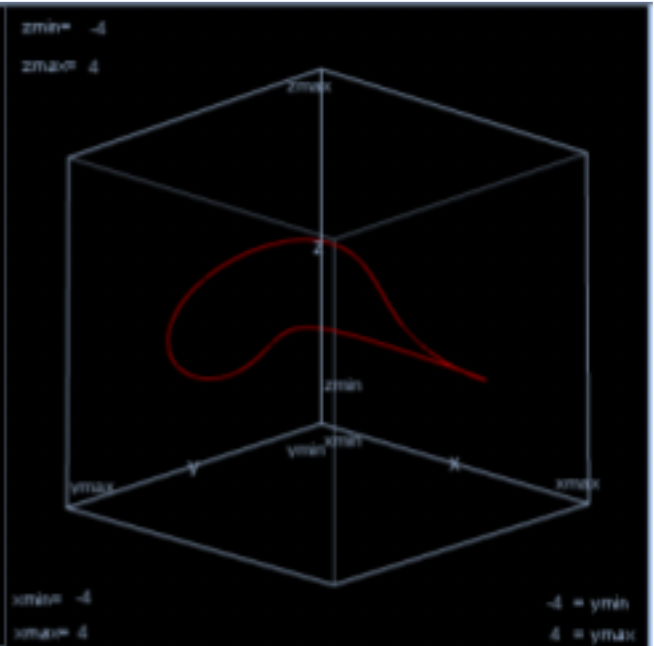 zmin= -4
zmax= 4
zmax
z
zmin
ymin xmin
y
x
ymax
xmax
xmin= -4
-4 = ymin
xmax= 4
4 = ymax